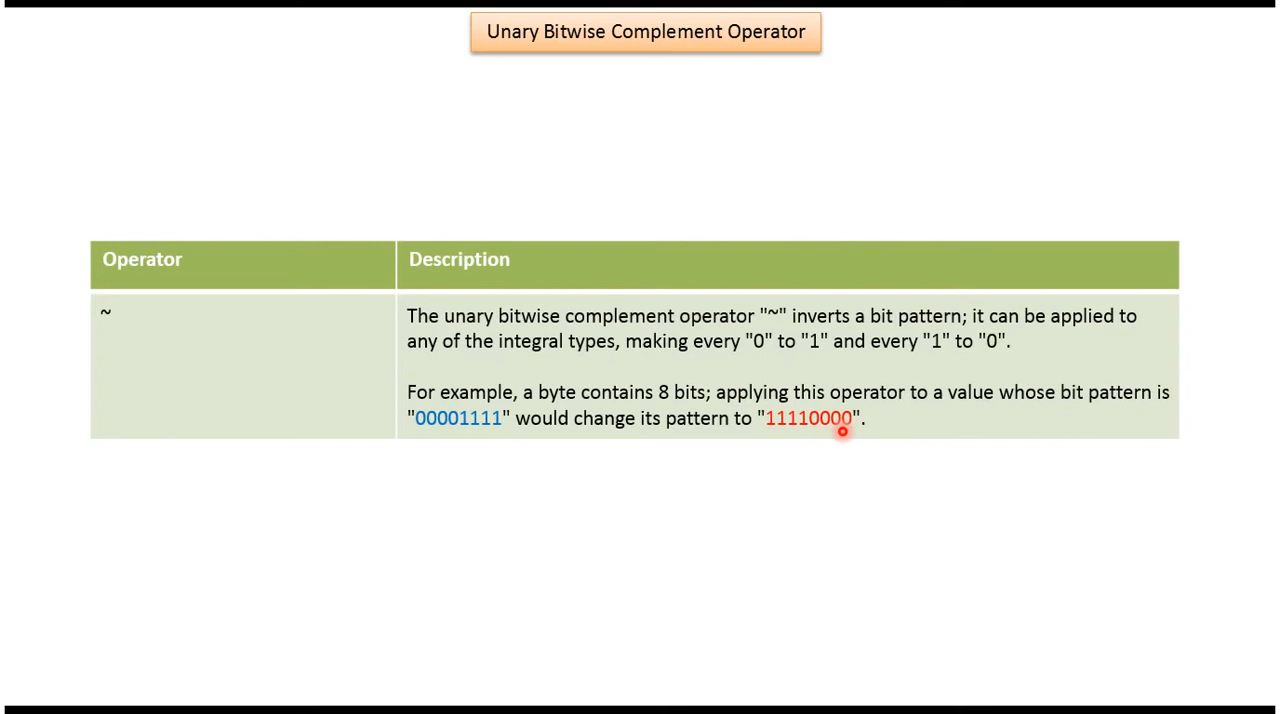 Unary Bitwise Complement Operator
Operator
Description
~
The unary bitwise complement operator "~" inverts a bit pattern; it can be applied to
any of the integral types, making every "0" to "1" and every "1" to "0".
For example, a byte contains 8 bits; applying this operator to a value whose bit pattern is
"00001111" would change its pattern to "11110000".